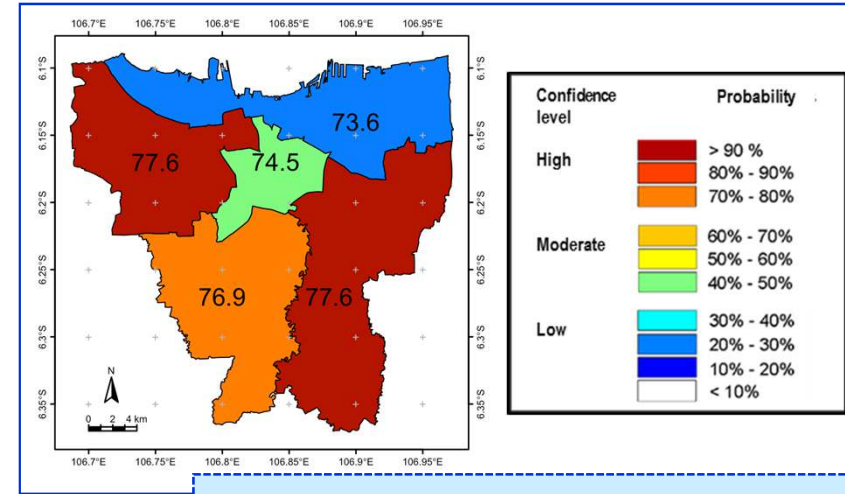 106.7°E 106.75°E 106.8°E 106.85°E 106.9°E 106.95°E
6.1°S 6.1°S
6.15°S 6.15°S
6.2°S 6.2°S
6.25°S 6.25°S
6.3°S 6.3°S
6.35°S 6.35°S
73.6
77.6
74.5
76.9
77.6
N
0 2 4 km
106.7°E 106.75°E 106.8°E 106.85°E 106.9°E 106.95°E
Confidence level Probability
High > 90 %
80% - 90%
70% - 80%
Moderate 60% - 70%
50% - 60%
40% - 50%
Low 30% - 40%
20% - 30%
10% - 20%
< 10%